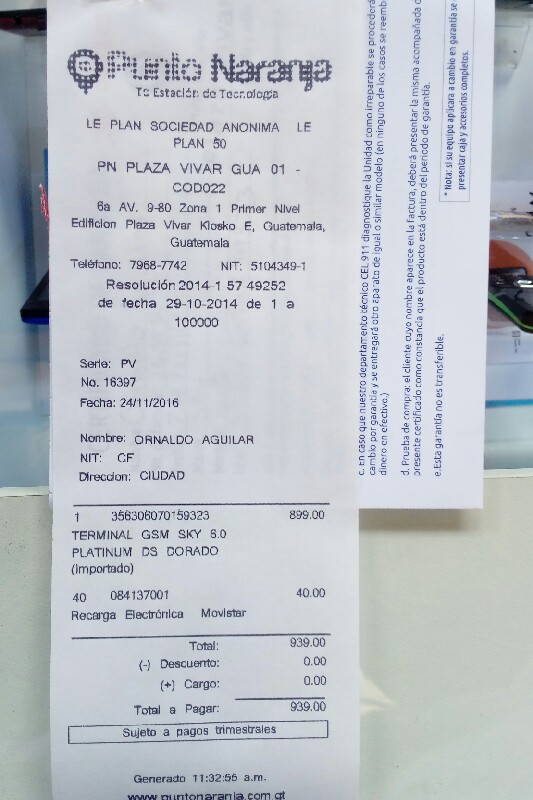 Punto Naranja
Tu Estación de Tecnología
LE PLAN SOCIEDAD ANONIMA LE
PLAN 50
PN PLAZA VIVAR GUA 01 -
COD022
6a AV. 9-80 Zona 1 Primer Nivel
Edificion Plaza Vivar Kiosko E, Guatemala,
Guatemala
Teléfono: 7968-7742 NIT: 5104349-1
Resolución 2014 1 57 49252
de fecha 29-10-2014 de 1 a
100000
Serie: PV
No. 16397
Fecha: 24/11/2016
Nombre: ORNALDO AGUILAR
NIT: CF
Direccion: CIUDAD
1 356306070159323 899.00
TERMINAL GSM SKY 6.0
PLATINUM DS DORADO
(Importado)
40 084137001 40.00
Recarga Electrónica Movistar
Total: 939.00
(-) Descuento: 0.00
(+) Cargo: 0.00
Total a Pagar: 939.00
Sujeto a pagos trimestrales
Generado 11:32:56 a.m.
www.puntonaranja.com.gt
c. En caso que nuestro departamento técnico CEL 911 diagnostique la Unidad como irreparable se procederá
cambio por garantía y se entregará otro aparato de igual o similar modelo (en ninguno de los casos se reemb
dinero en efectivo.)
d. Prueba de compra: el cliente cuyo nombre aparece en la factura, deberá presentar la misma acompañada d
presente certificado como constancia que el producto está dentro del periodo de garantía.
e. Esta garantía no es transferible.
* Nota: si su equipo aplicara a cambio en garantía se
presentar caja y accesorios completos.